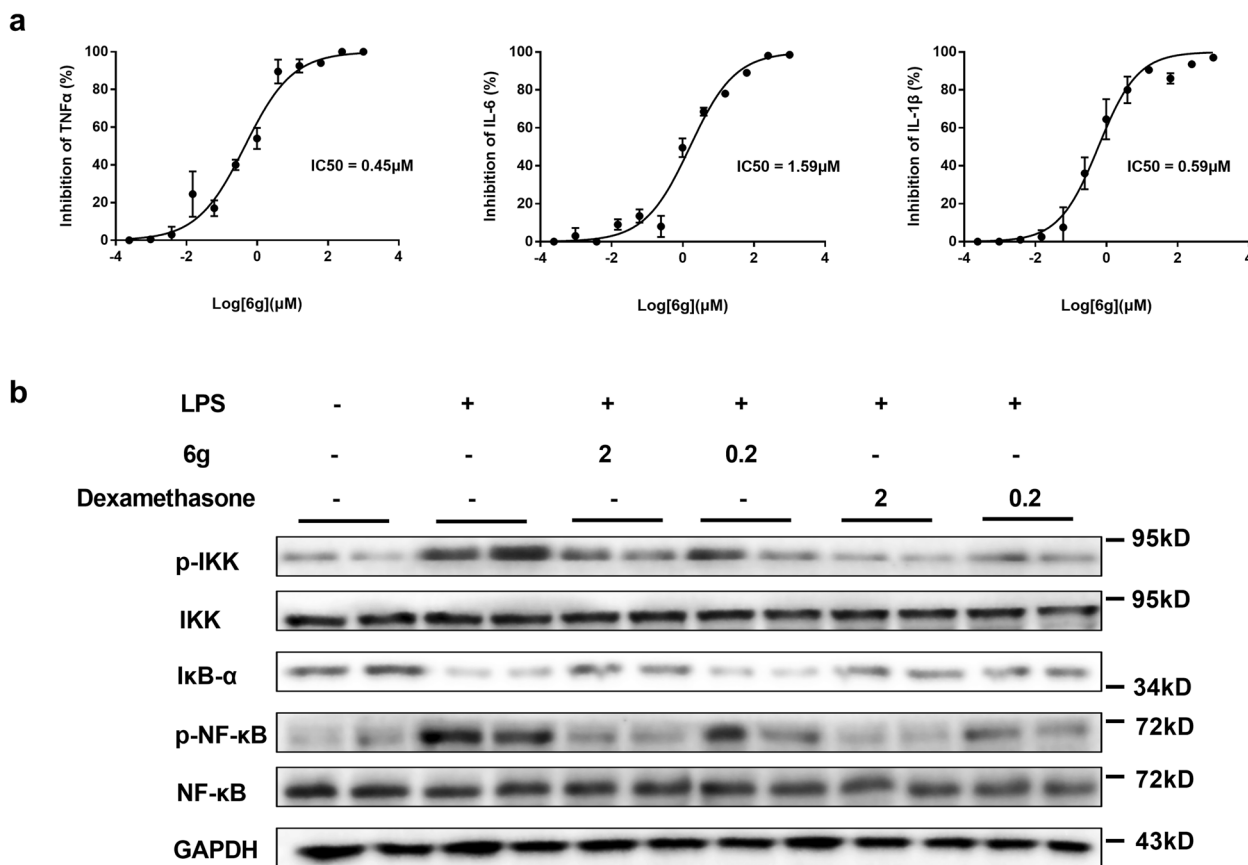 a
100
80
60
40
20
0
-4 -2 0 2 4
Inhibition of TNFα (%)
IC50 = 0.45μM
Log[6g](μM)
100
80
60
40
20
0
-4 -2 0 2 4
Inhibition of IL-6 (%)
IC50 = 1.59μM
Log[6g](μM)
100
80
60
40
20
0
-4 -2 0 2 4
Inhibition of IL-1β (%)
IC50 = 0.59μM
Log[6g](μM)
b
LPS - + + + + +
6g - - 2 0.2 - -
Dexamethasone - - - - 2 0.2
p-IKK 95kD
IKK 95kD
IκB-α 34kD
p-NF-κB 72kD
NF-κB 72kD
GAPDH 43kD